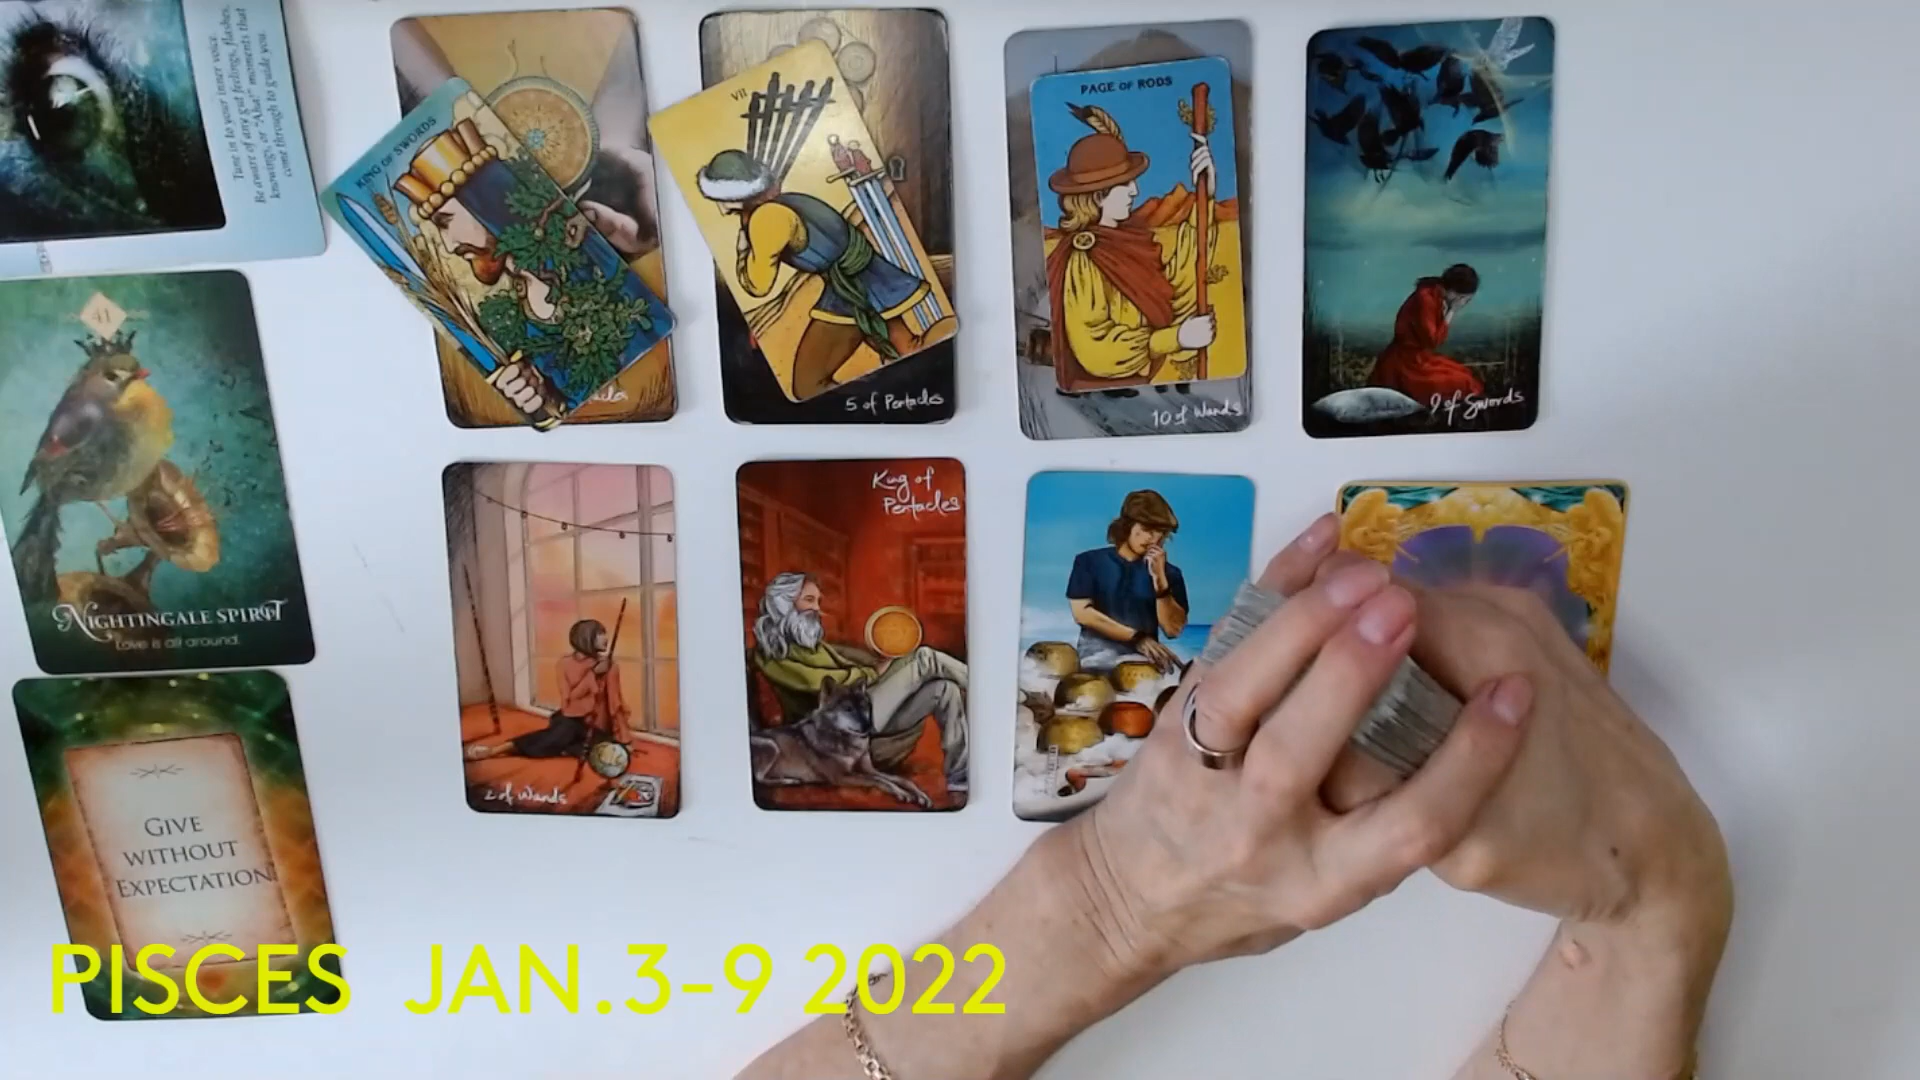 Tune in to your inner voice.
Be aware of any gut feelings, flashes,
knowings, or "Aha!" moments that
come through to guide you.
41
NIGHTINGALE SPIRIT
Love is all around.
GIVE
WITHOUT
EXPECTATION
KING OF SWORDS
VII
5 of Pentacles
PAGE OF RODS
10 of Wands
9 of Swords
2 of Wands
King of
Pentacles
PISCES JAN.3-9 2022